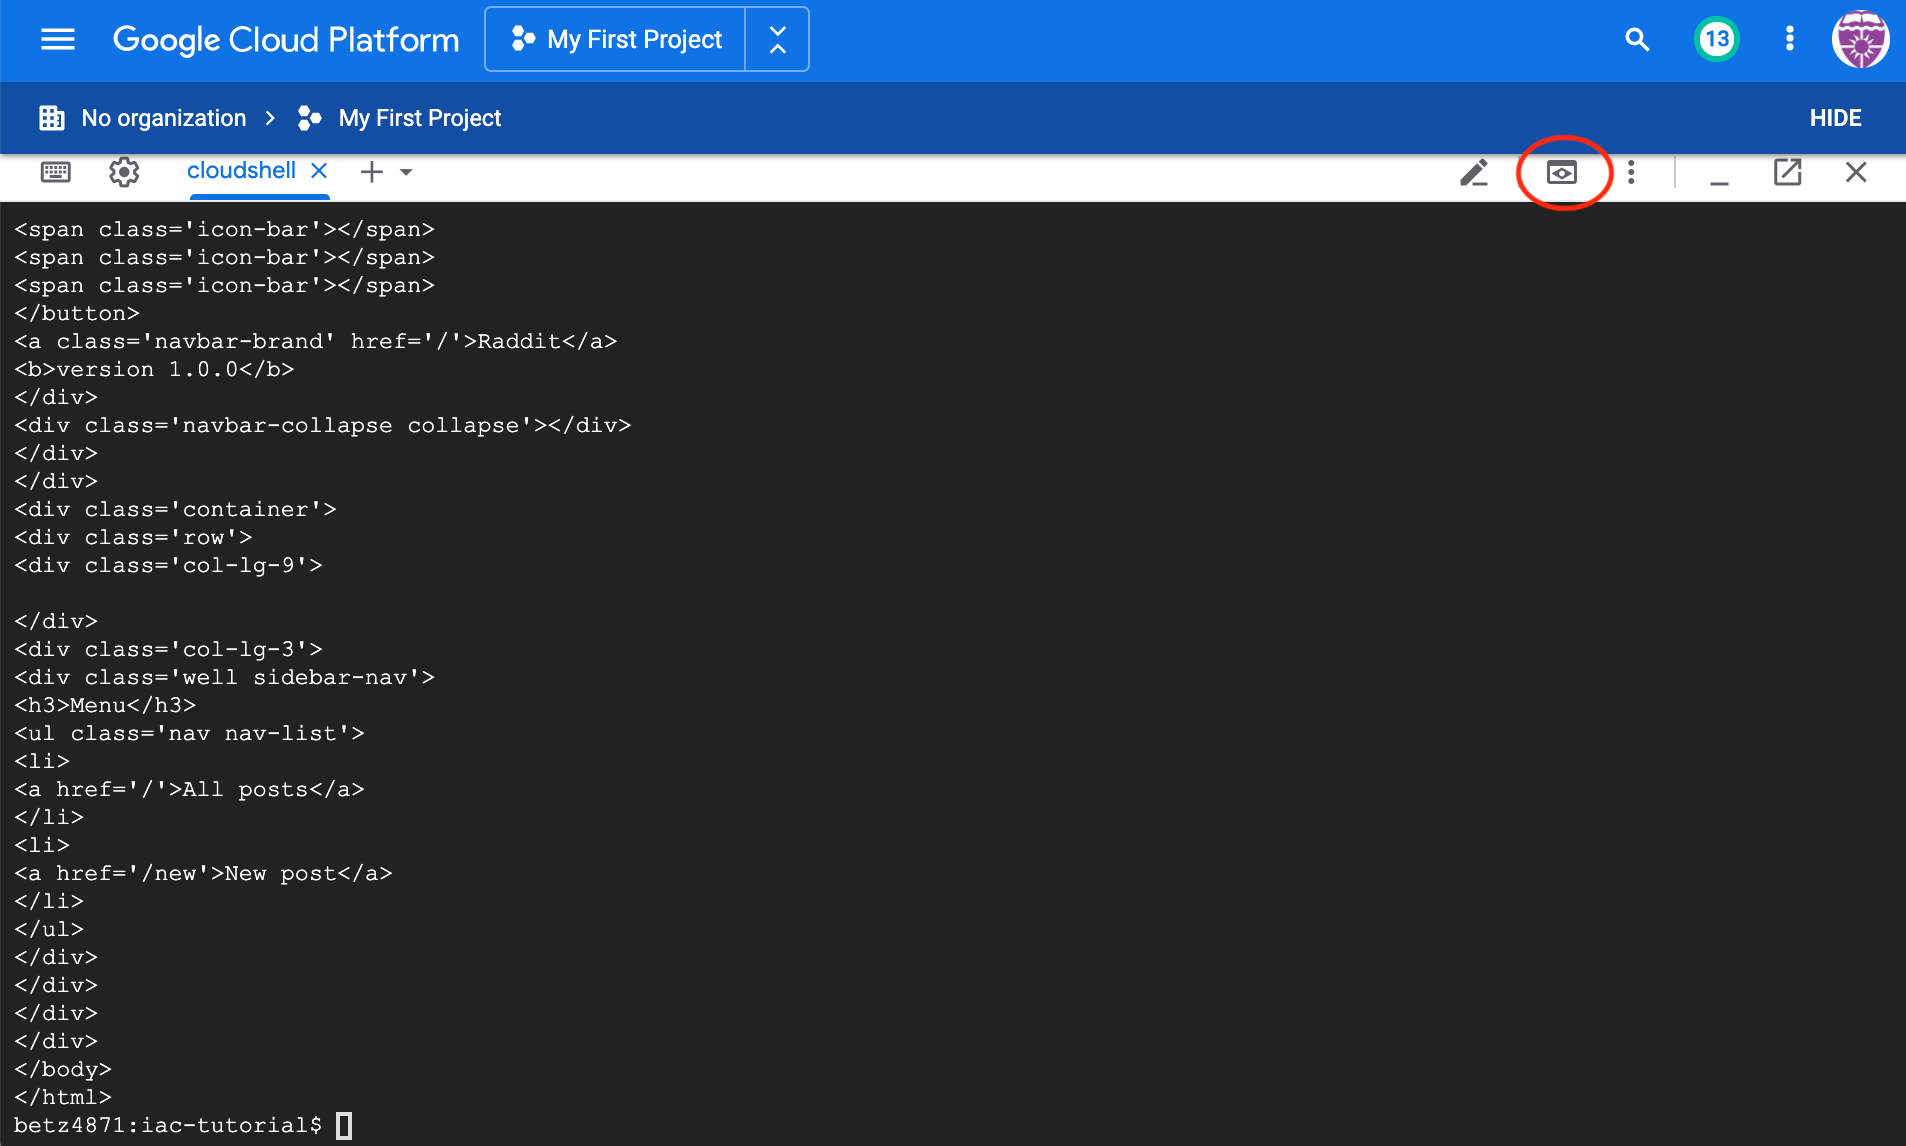 Google Cloud Platform My First Project 13
No organization My First Project HIDE
cloudshell
<span class='icon-bar'></span>
<span class='icon-bar'></span>
<span class='icon-bar'></span>
</button>
<a class='navbar-brand' href='/'>Raddit</a>
<b>version 1.0.0</b>
</div>
<div class='navbar-collapse collapse'></div>
</div>
</div>
<div class='container'>
<div class='row'>
<div class='col-lg-9'>
</div>
<div class='col-lg-3'>
<div class='well sidebar-nav'>
<h3>Menu</h3>
<ul class='nav nav-list'>
<li>
<a href='/'>All posts</a>
</li>
<li>
<a href='/new'>New post</a>
</li>
</ul>
</div>
</div>
</div>
</div>
</body>
</html>
betz4871:iac-tutorial$